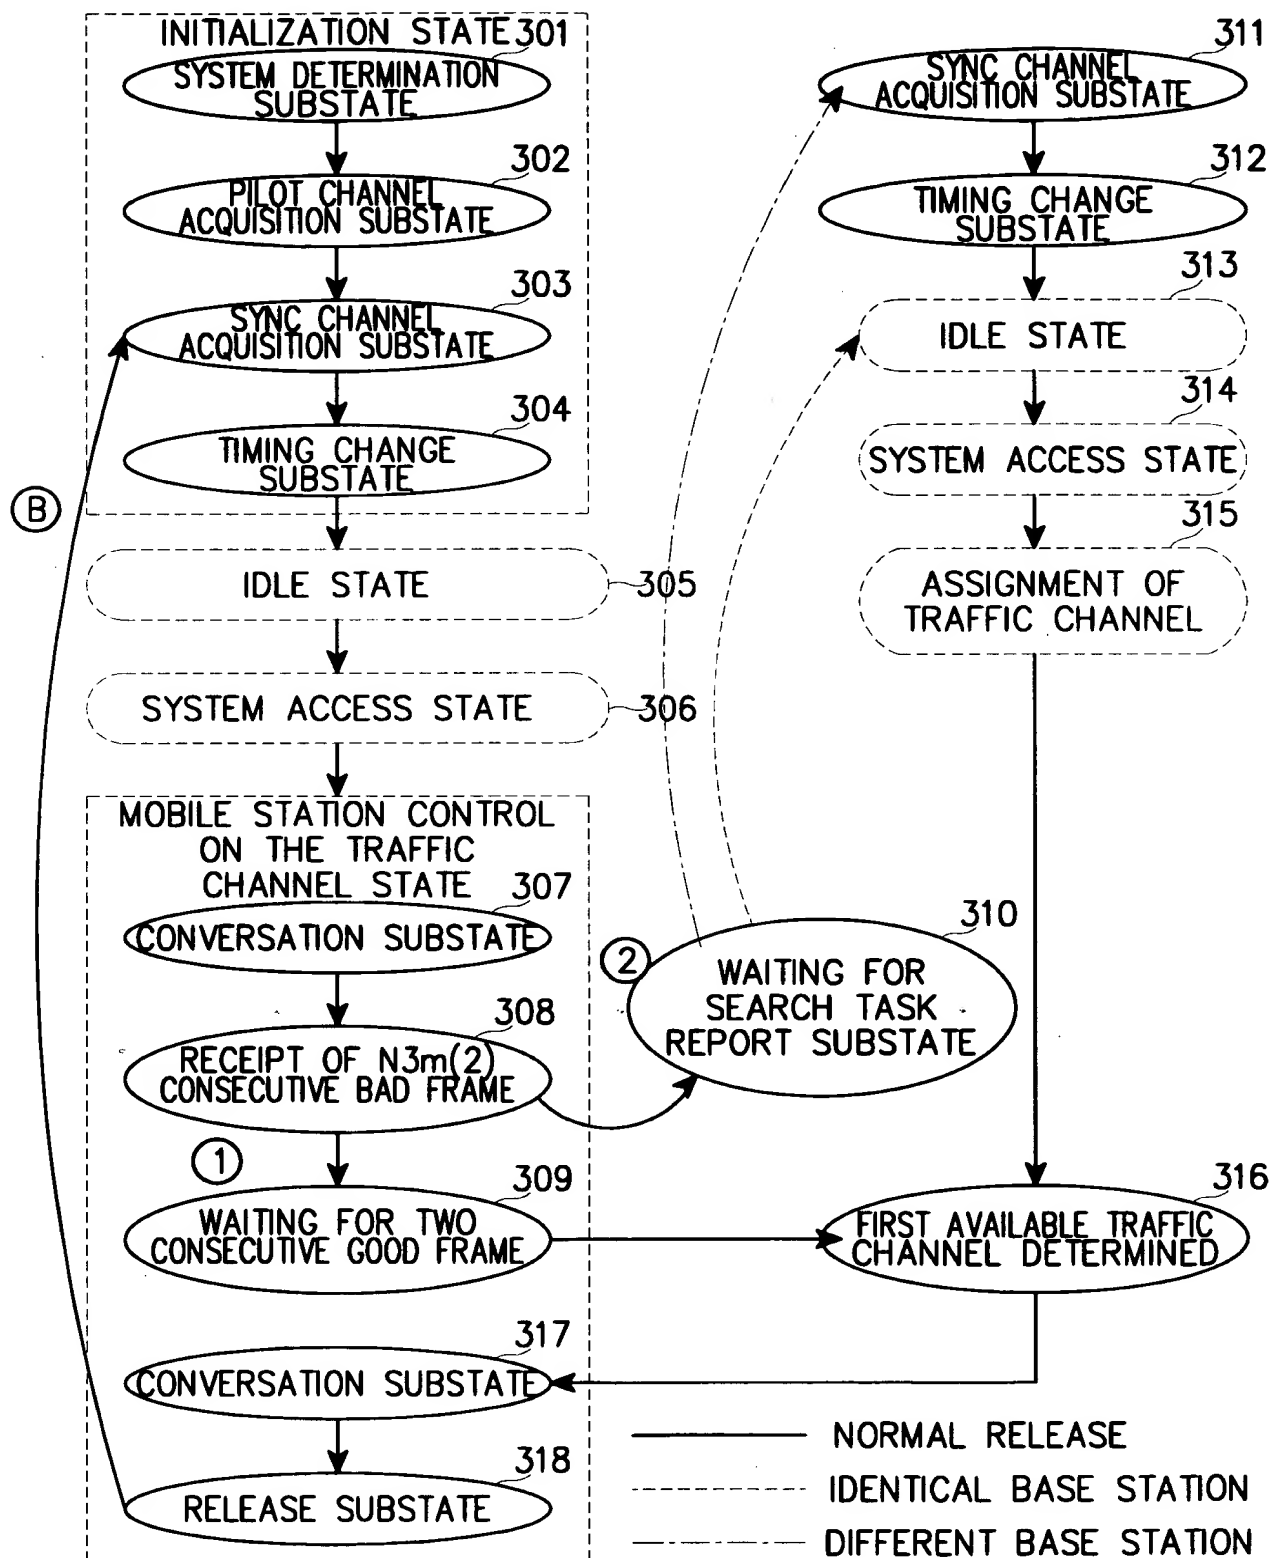 INITIALIZATION STATE
301
SYSTEM DETERMINATION
SUBSTATE
302
PILOT CHANNEL
ACQUISITION SUBSTATE
303
SYNC CHANNEL
ACQUISITION SUBSTATE
304
TIMING CHANGE
SUBSTATE
B
IDLE STATE
305
SYSTEM ACCESS STATE
306
MOBILE STATION CONTROL
ON THE TRAFFIC
CHANNEL STATE
307
CONVERSATION SUBSTATE
308
RECEIPT OF N3m(2)
CONSECUTIVE BAD FRAME
1
309
WAITING FOR TWO
CONSECUTIVE GOOD FRAME
2
310
WAITING FOR
SEARCH TASK
REPORT SUBSTATE
311
SYNC CHANNEL
ACQUISITION SUBSTATE
312
TIMING CHANGE
SUBSTATE
313
IDLE STATE
314
SYSTEM ACCESS STATE
315
ASSIGNMENT OF
TRAFFIC CHANNEL
316
FIRST AVAILABLE TRAFFIC
CHANNEL DETERMINED
317
CONVERSATION SUBSTATE
318
RELEASE SUBSTATE
NORMAL RELEASE
IDENTICAL BASE STATION
DIFFERENT BASE STATION